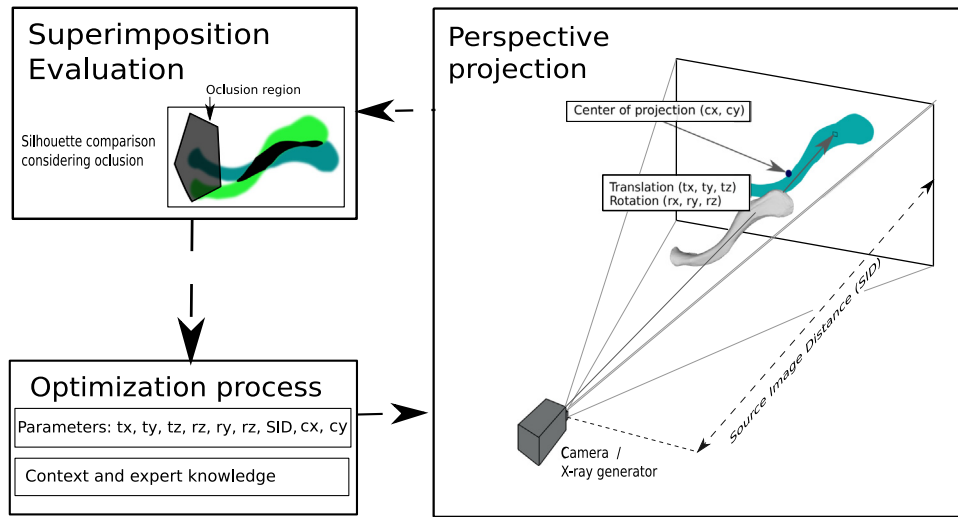 Superimposition
Evaluation
Oclusion region
Silhouette comparison
considering oclusion
Optimization process
Parameters: tx, ty, tz, rz, ry, rz, SID, cx, cy
Context and expert knowledge
Perspective
projection
Center of projection (cx, cy)
Translation (tx, ty, tz)
Rotation (rx, ry, rz)
Source Image Distance (SID)
Camera /
X-ray generator